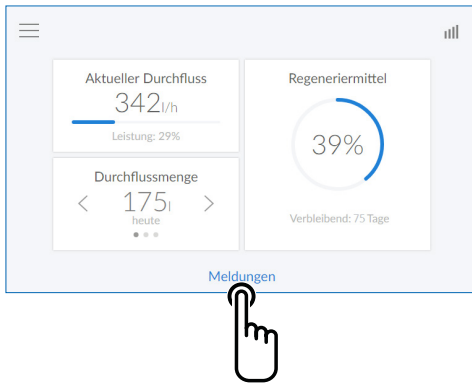 Aktueller Durchfluss
342l/h
Leistung: 29%
Durchflussmenge
175l
heute
Regeneriermittel
39%
Verbleibend: 75 Tage
Meldungen